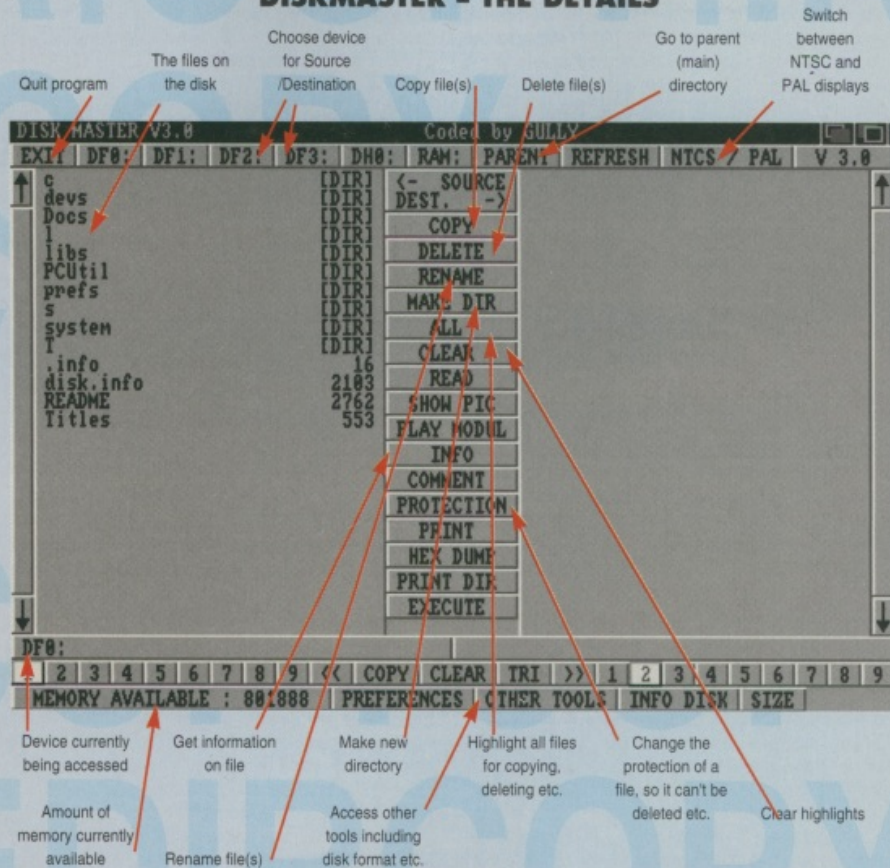 DISKMASTER – THE DETAILS
Quit program
The files on
the disk
Choose device
for Source
/Destination
Copy file(s)
Delete file(s)
Go to parent
(main)
directory
Switch
between
NTSC and
PAL displays
DISK MASTER V3.0 Coded by GULLY
EXIT DF0: DF1: DF2: DF3: DH0: RAM: PARENT REFRESH NTCS / PAL V 3.0
c [DIR]
devs [DIR]
Docs [DIR]
l [DIR]
libs [DIR]
PCUtil [DIR]
prefs [DIR]
s [DIR]
system [DIR]
T [DIR]
.info 16
disk.info 2103
README 2762
Titles 553
<- SOURCE
DEST. ->
COPY
DELETE
RENAME
MAKE DIR
ALL
CLEAR
READ
SHOW PIC
PLAY MODUL
INFO
COMMENT
PROTECTION
PRINT
HEX DUMP
PRINT DIR
EXECUTE
DF0:
2 3 4 5 6 7 8 9 << COPY CLEAR TRI >> 1 2 3 4 5 6 7 8 9
MEMORY AVAILABLE : 801888 PREFERENCES OTHER TOOLS INFO DISK SIZE
Device currently
being accessed
Get information
on file
Make new
directory
Highlight all files
for copying,
deleting etc.
Change the
protection of a
file, so it can't be
deleted etc.
Clear highlights
Amount of
memory currently
available
Rename file(s)
Access other
tools including
disk format etc.